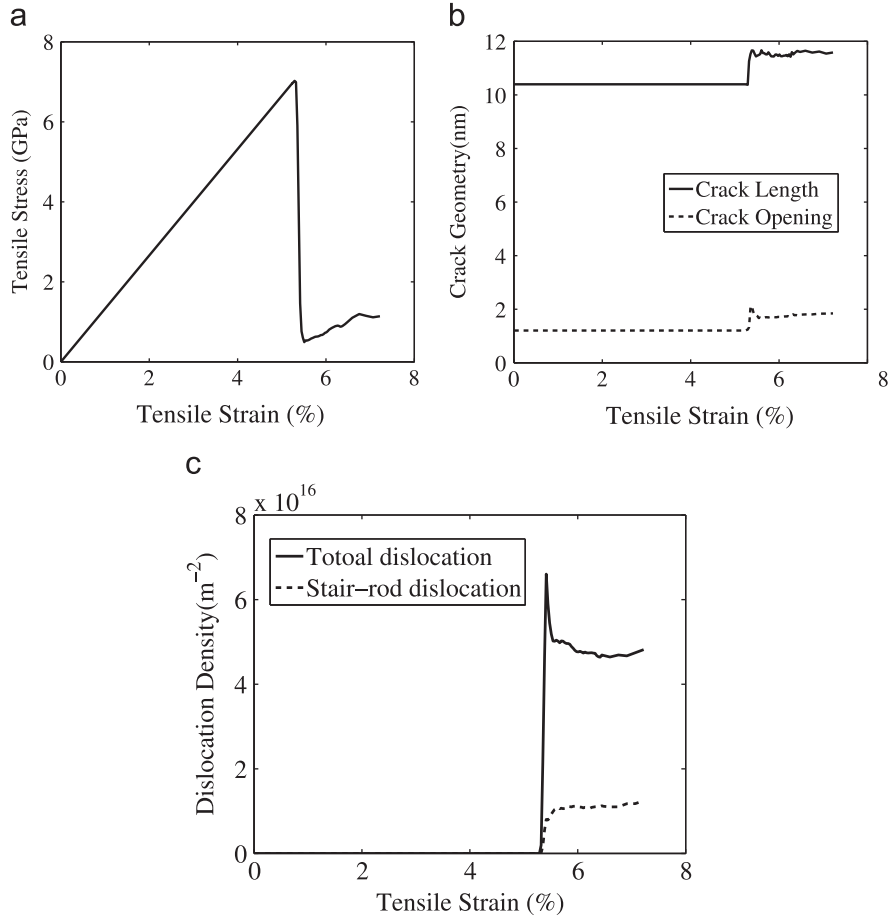 a
8
6
4
2
0
Tensile Stress (GPa)
0 2 4 6 8
Tensile Strain (%)
b
12
10
8
6
4
2
0
Crack Geometry(nm)
Crack Length
Crack Opening
0 2 4 6 8
Tensile Strain (%)
c
x 10^16
8
6
4
2
0
Dislocation Density(m^−2)
Totoal dislocation
Stair−rod dislocation
0 2 4 6 8
Tensile Strain (%)